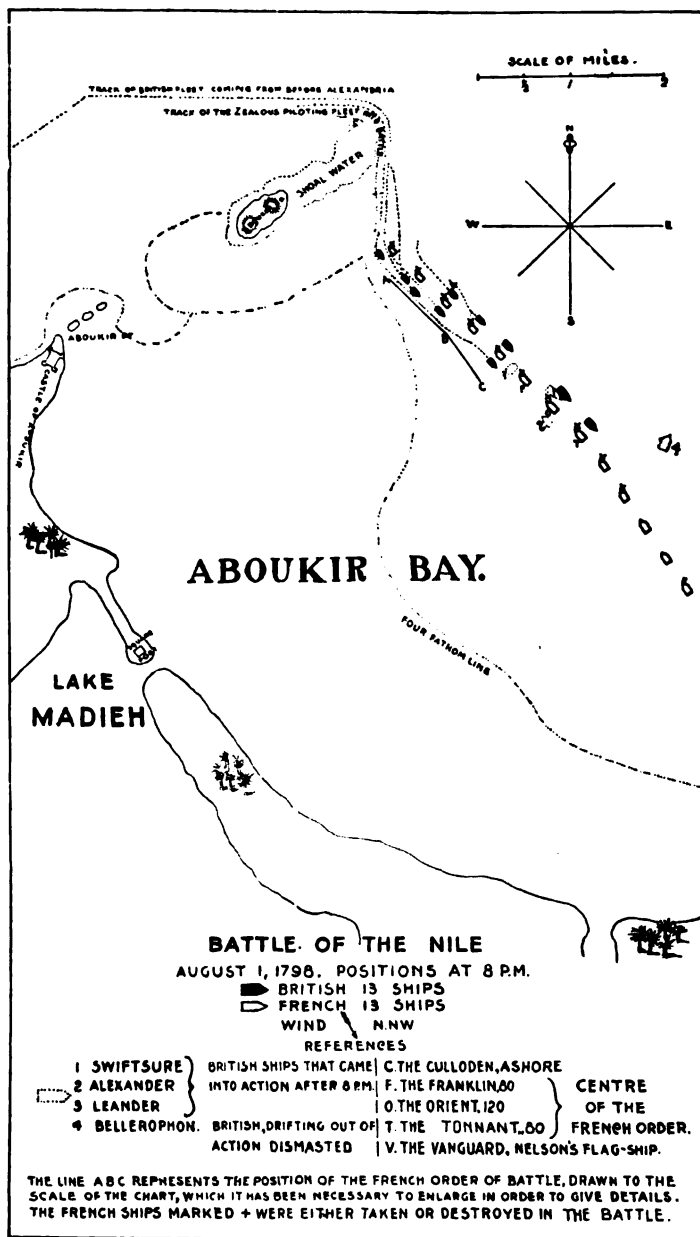 SCALE OF MILES.
½ 1 2
TRACK OF BRITISH FLEET COMING FROM BEFORE ALEXANDRIA
TRACK OF THE ZEALOUS PILOTING FLEET INTO BATTLE
N
W E
S
SHOAL WATER
A
B
C
4
ABOUKIR PT
CASTLE OF ABOUKIR
ABOUKIR BAY.
FOUR FATHOM LINE
LAKE
MADIEH
BATTLE OF THE NILE
AUGUST 1, 1798. POSITIONS AT 8 P.M.
BRITISH 13 SHIPS
FRENCH 13 SHIPS
WIND N.NW
REFERENCES
1 SWIFTSURE
2 ALEXANDER
3 LEANDER
BRITISH SHIPS THAT CAME
INTO ACTION AFTER 8 P.M.
4 BELLEROPHON. BRITISH, DRIFTING OUT OF
ACTION DISMASTED
C. THE CULLODEN, ASHORE
F. THE FRANKLIN, 80
O. THE ORIENT, 120
T. THE TONNANT, 80
CENTRE
OF THE
FRENCH ORDER.
V. THE VANGUARD, NELSON'S FLAG-SHIP.
THE LINE ABC REPRESENTS THE POSITION OF THE FRENCH ORDER OF BATTLE, DRAWN TO THE
SCALE OF THE CHART, WHICH IT HAS BEEN NECESSARY TO ENLARGE IN ORDER TO GIVE DETAILS.
THE FRENCH SHIPS MARKED + WERE EITHER TAKEN OR DESTROYED IN THE BATTLE.